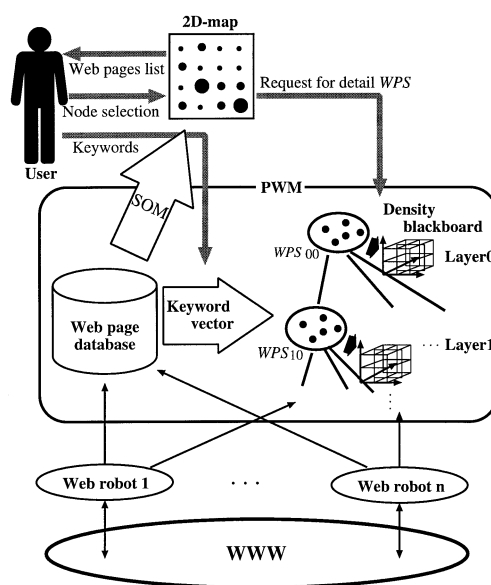 2D-map
Web pages list
Request for detail WPS
Node selection
Keywords
User
SOM
PWM
Density
blackboard
WPS 00
Layer0
Web page
database
Keyword
vector
WPS10
··· Layer1
Web robot 1
···
Web robot n
WWW